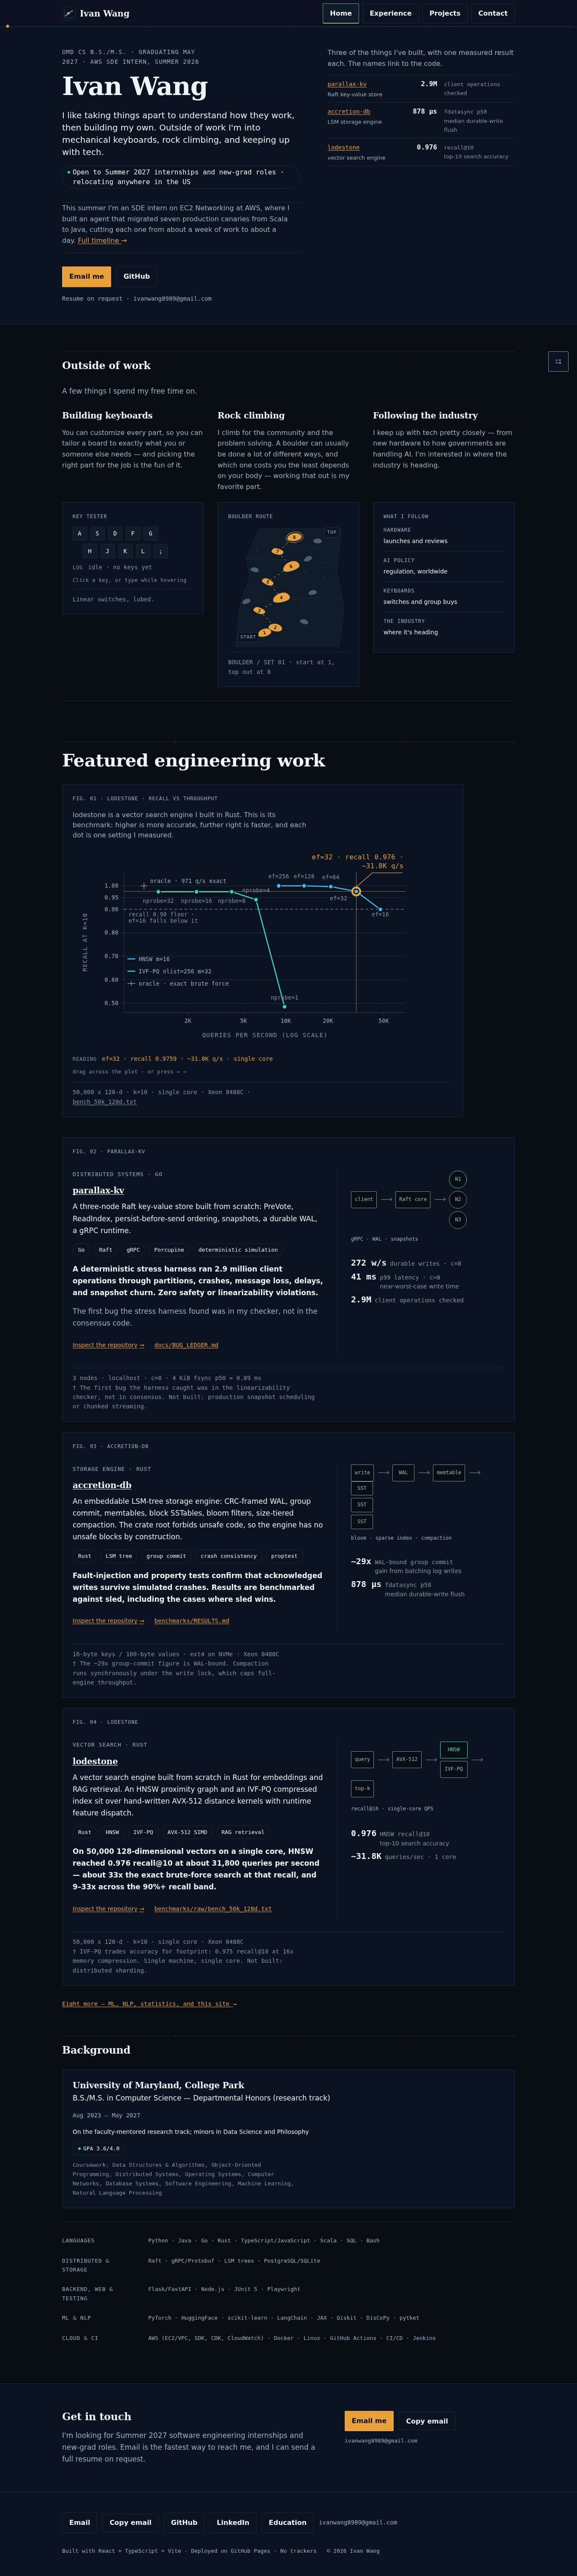 Ivan Wang
Home
Experience
Projects
Contact
UMD CS B.S./M.S. · GRADUATING MAY
2027 · AWS SDE INTERN, SUMMER 2026
Ivan Wang
I like taking things apart to understand how they work,
then building my own. Outside of work I'm into
mechanical keyboards, rock climbing, and keeping up
with tech.
Open to Summer 2027 internships and new-grad roles ·
relocating anywhere in the US
This summer I'm an SDE intern on EC2 Networking at AWS, where I
built an agent that migrated seven production canaries from Scala
to Java, cutting each one from about a week of work to about a
day. Full timeline →
Email me
GitHub
Resume on request · ivanwang8989@gmail.com
Three of the things I've built, with one measured result
each. The names link to the code.
parallax-kv
Raft key-value store
2.9M
client operations
checked
accretion-db
LSM storage engine
878 µs
fdatasync p50
median durable-write
flush
lodestone
vector search engine
0.976
recall@10
top-10 search accuracy
Outside of work
A few things I spend my free time on.
Building keyboards
You can customize every part, so you can
tailor a board to exactly what you or
someone else needs — and picking the
right part for the job is the fun of it.
KEY TESTER
A S D F G
H J K L ;
LOG idle · no keys yet
Click a key, or type while hovering
Linear switches, lubed.
Rock climbing
I climb for the community and the
problem solving. A boulder can usually
be done a lot of different ways, and
which one costs you the least depends
on your body — working that out is my
favorite part.
BOULDER ROUTE
TOP
START
BOULDER / SET 01 · start at 1,
top out at 8
Following the industry
I keep up with tech pretty closely — from
new hardware to how governments are
handling AI. I'm interested in where the
industry is heading.
WHAT I FOLLOW
HARDWARE
launches and reviews
AI POLICY
regulation, worldwide
KEYBOARDS
switches and group buys
THE INDUSTRY
where it's heading
Featured engineering work
FIG. 01 · LODESTONE · RECALL VS THROUGHPUT
lodestone is a vector search engine I built in Rust. This is its
benchmark: higher is more accurate, further right is faster, and each
dot is one setting I measured.
ef=32 · recall 0.976 ·
~31.8K q/s
oracle · 971 q/s exact
ef=256 ef=128 ef=64
nprobe=4
nprobe=32 nprobe=16 nprobe=8
ef=32
ef=16
recall 0.90 floor ·
ef=16 falls below it
HNSW m=16
IVF-PQ nlist=256 m=32
oracle · exact brute force
nprobe=1
1.00
0.95
0.90
0.80
0.70
0.60
0.50
RECALL AT K=10
2K 5K 10K 20K 50K
QUERIES PER SECOND (LOG SCALE)
READING ef=32 · recall 0.9759 · ~31.8K q/s · single core
drag across the plot · or press ← →
50,000 x 128-d · k=10 · single core · Xeon 8488C ·
bench_50k_128d.txt
FIG. 02 · PARALLAX-KV
DISTRIBUTED SYSTEMS · GO
parallax-kv
A three-node Raft key-value store built from scratch: PreVote,
ReadIndex, persist-before-send ordering, snapshots, a durable WAL,
a gRPC runtime.
Go
Raft
gRPC
Porcupine
deterministic simulation
A deterministic stress harness ran 2.9 million client
operations through partitions, crashes, message loss, delays,
and snapshot churn. Zero safety or linearizability violations.
The first bug the stress harness found was in my checker, not in the
consensus code.
Inspect the repository →
docs/BUG_LEDGER.md
client
Raft core
N1
N2
N3
gRPC · WAL · snapshots
272 w/s durable writes · c=8
41 ms p99 latency · c=8
near-worst-case write time
2.9M client operations checked
3 nodes · localhost · c=8 · 4 KiB fsync p50 = 0.89 ms
† The first bug the harness caught was in the linearizability
checker, not in consensus. Not built: production snapshot scheduling
or chunked streaming.
FIG. 03 · ACCRETION-DB
STORAGE ENGINE · RUST
accretion-db
An embeddable LSM-tree storage engine: CRC-framed WAL, group
commit, memtables, block SSTables, bloom filters, size-tiered
compaction. The crate root forbids unsafe code, so the engine has no
unsafe blocks by construction.
Rust
LSM tree
group commit
crash consistency
proptest
Fault-injection and property tests confirm that acknowledged
writes survive simulated crashes. Results are benchmarked
against sled, including the cases where sled wins.
Inspect the repository →
benchmarks/RESULTS.md
write
WAL
memtable
SST
SST
SST
bloom · sparse index · compaction
~29x WAL-bound group commit
gain from batching log writes
878 µs fdatasync p50
median durable-write flush
16-byte keys / 100-byte values · ext4 on NVMe · Xeon 8488C
† The ~29x group-commit figure is WAL-bound. Compaction
runs synchronously under the write lock, which caps full-
engine throughput.
FIG. 04 · LODESTONE
VECTOR SEARCH · RUST
lodestone
A vector search engine built from scratch in Rust for embeddings and
RAG retrieval. An HNSW proximity graph and an IVF-PQ compressed
index sit over hand-written AVX-512 distance kernels with runtime
feature dispatch.
Rust
HNSW
IVF-PQ
AVX-512 SIMD
RAG retrieval
On 50,000 128-dimensional vectors on a single core, HNSW
reached 0.976 recall@10 at about 31,800 queries per second
— about 33x the exact brute-force search at that recall, and
9–33x across the 90%+ recall band.
Inspect the repository →
benchmarks/raw/bench_50k_128d.txt
query
AVX-512
HNSW
IVF-PQ
top-k
recall@10 · single-core QPS
0.976 HNSW recall@10
top-10 search accuracy
~31.8K queries/sec · 1 core
50,000 x 128-d · k=10 · single core · Xeon 8488C
† IVF-PQ trades accuracy for footprint: 0.975 recall@10 at 16x
memory compression. Single machine, single core. Not built:
distributed sharding.
Eight more — ML, NLP, statistics, and this site →
Background
University of Maryland, College Park
B.S./M.S. in Computer Science — Departmental Honors (research track)
Aug 2023 – May 2027
On the faculty-mentored research track; minors in Data Science and Philosophy
GPA 3.6/4.0
Coursework: Data Structures & Algorithms, Object-Oriented
Programming, Distributed Systems, Operating Systems, Computer
Networks, Database Systems, Software Engineering, Machine Learning,
Natural Language Processing
LANGUAGES
Python · Java · Go · Rust · TypeScript/JavaScript · Scala · SQL · Bash
DISTRIBUTED &
STORAGE
Raft · gRPC/Protobuf · LSM trees · PostgreSQL/SQLite
BACKEND, WEB &
TESTING
Flask/FastAPI · Node.js · JUnit 5 · Playwright
ML & NLP
PyTorch · HuggingFace · scikit-learn · LangChain · JAX · Qiskit · DisCoPy · pytket
CLOUD & CI
AWS (EC2/VPC, SDK, CDK, CloudWatch) · Docker · Linux · GitHub Actions · CI/CD · Jenkins
Get in touch
I'm looking for Summer 2027 software engineering internships and
new-grad roles. Email is the fastest way to reach me, and I can send a
full resume on request.
Email me
Copy email
ivanwang8989@gmail.com
Email
Copy email
GitHub
LinkedIn
Education
ivanwang8989@gmail.com
Built with React + TypeScript + Vite · Deployed on GitHub Pages · No trackers © 2026 Ivan Wang